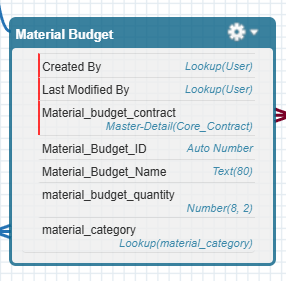 Material Budget
Created By Lookup(User)
Last Modified By Lookup(User)
Material_budget_contract
Master-Detail(Core_Contract)
Material_Budget_ID Auto Number
Material_Budget_Name Text(80)
material_budget_quantity
Number(8, 2)
material_category
Lookup(material_category)